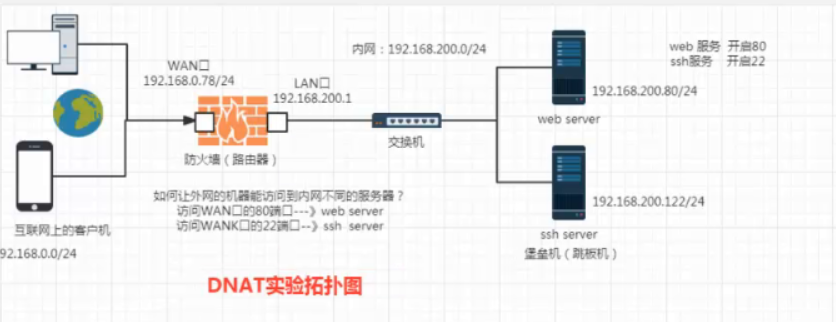 WAN口
192.168.0.78/24
LAN口
192.168.200.1
内网：192.168.200.0/24
web 服务 开启80
ssh服务 开启22
192.168.200.80/24
web server
交换机
防火墙（路由器）
如何让外网的机器能访问到内网不同的服务器？
访问WAN口的80端口---》web server
访问WANK口的22端口--》ssh server
互联网上的客户机
92.168.0.0/24
192.168.200.122/24
ssh server
堡垒机（跳板机）
DNAT实验拓扑图